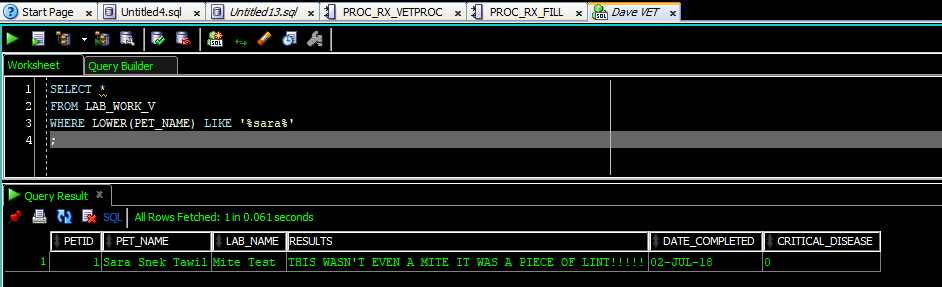 Start Page Untitled4.sql Untitled13.sql PROC_RX_VETPROC PROC_RX_FILL Dave VET
Worksheet Query Builder
1 SELECT *
2 FROM LAB_WORK_V
3 WHERE LOWER(PET_NAME) LIKE '%sara%'
4 ;
Query Result
SQL All Rows Fetched: 1 in 0.061 seconds
PETID PET_NAME LAB_NAME RESULTS DATE_COMPLETED CRITICAL_DISEASE
1 1 Sara Snek Tawil Mite Test THIS WASN'T EVEN A MITE IT WAS A PIECE OF LINT!!!!! 02-JUL-18 0